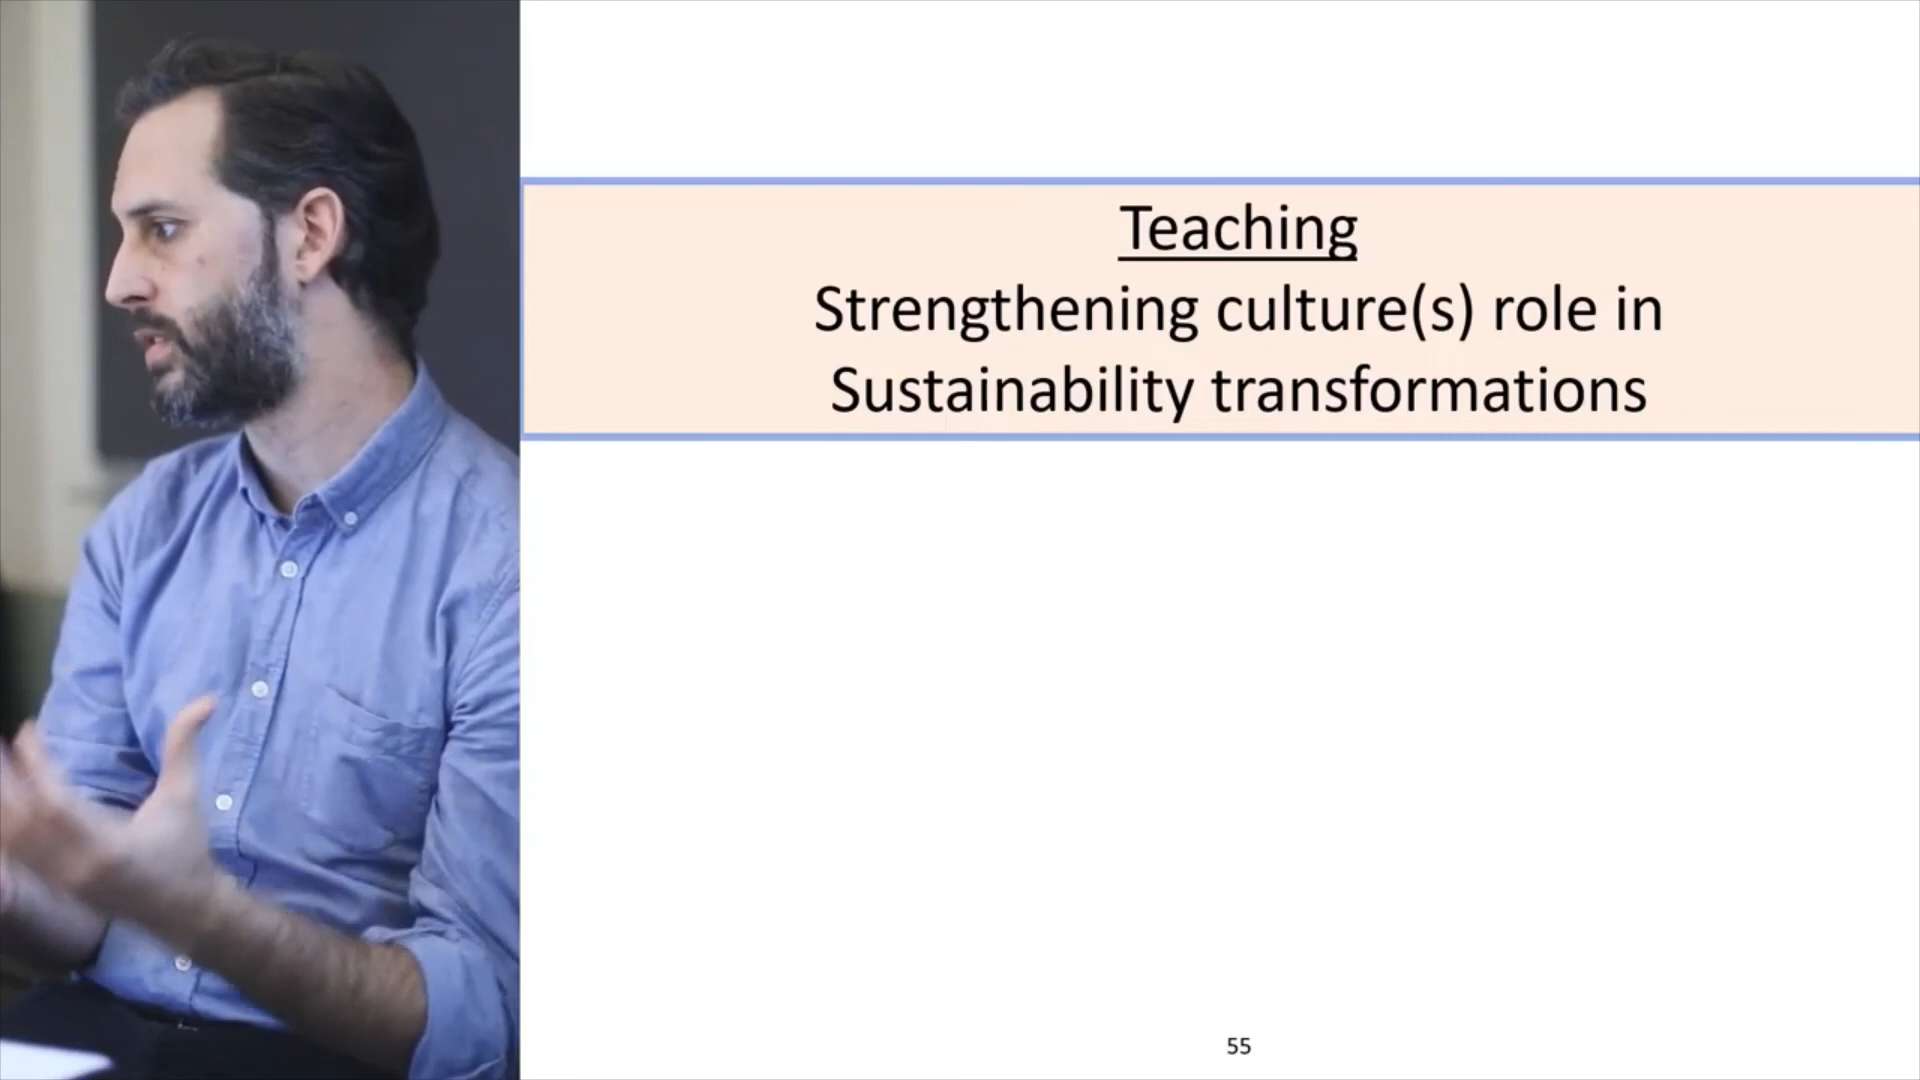 Teaching
Strengthening culture(s) role in
Sustainability transformations
55